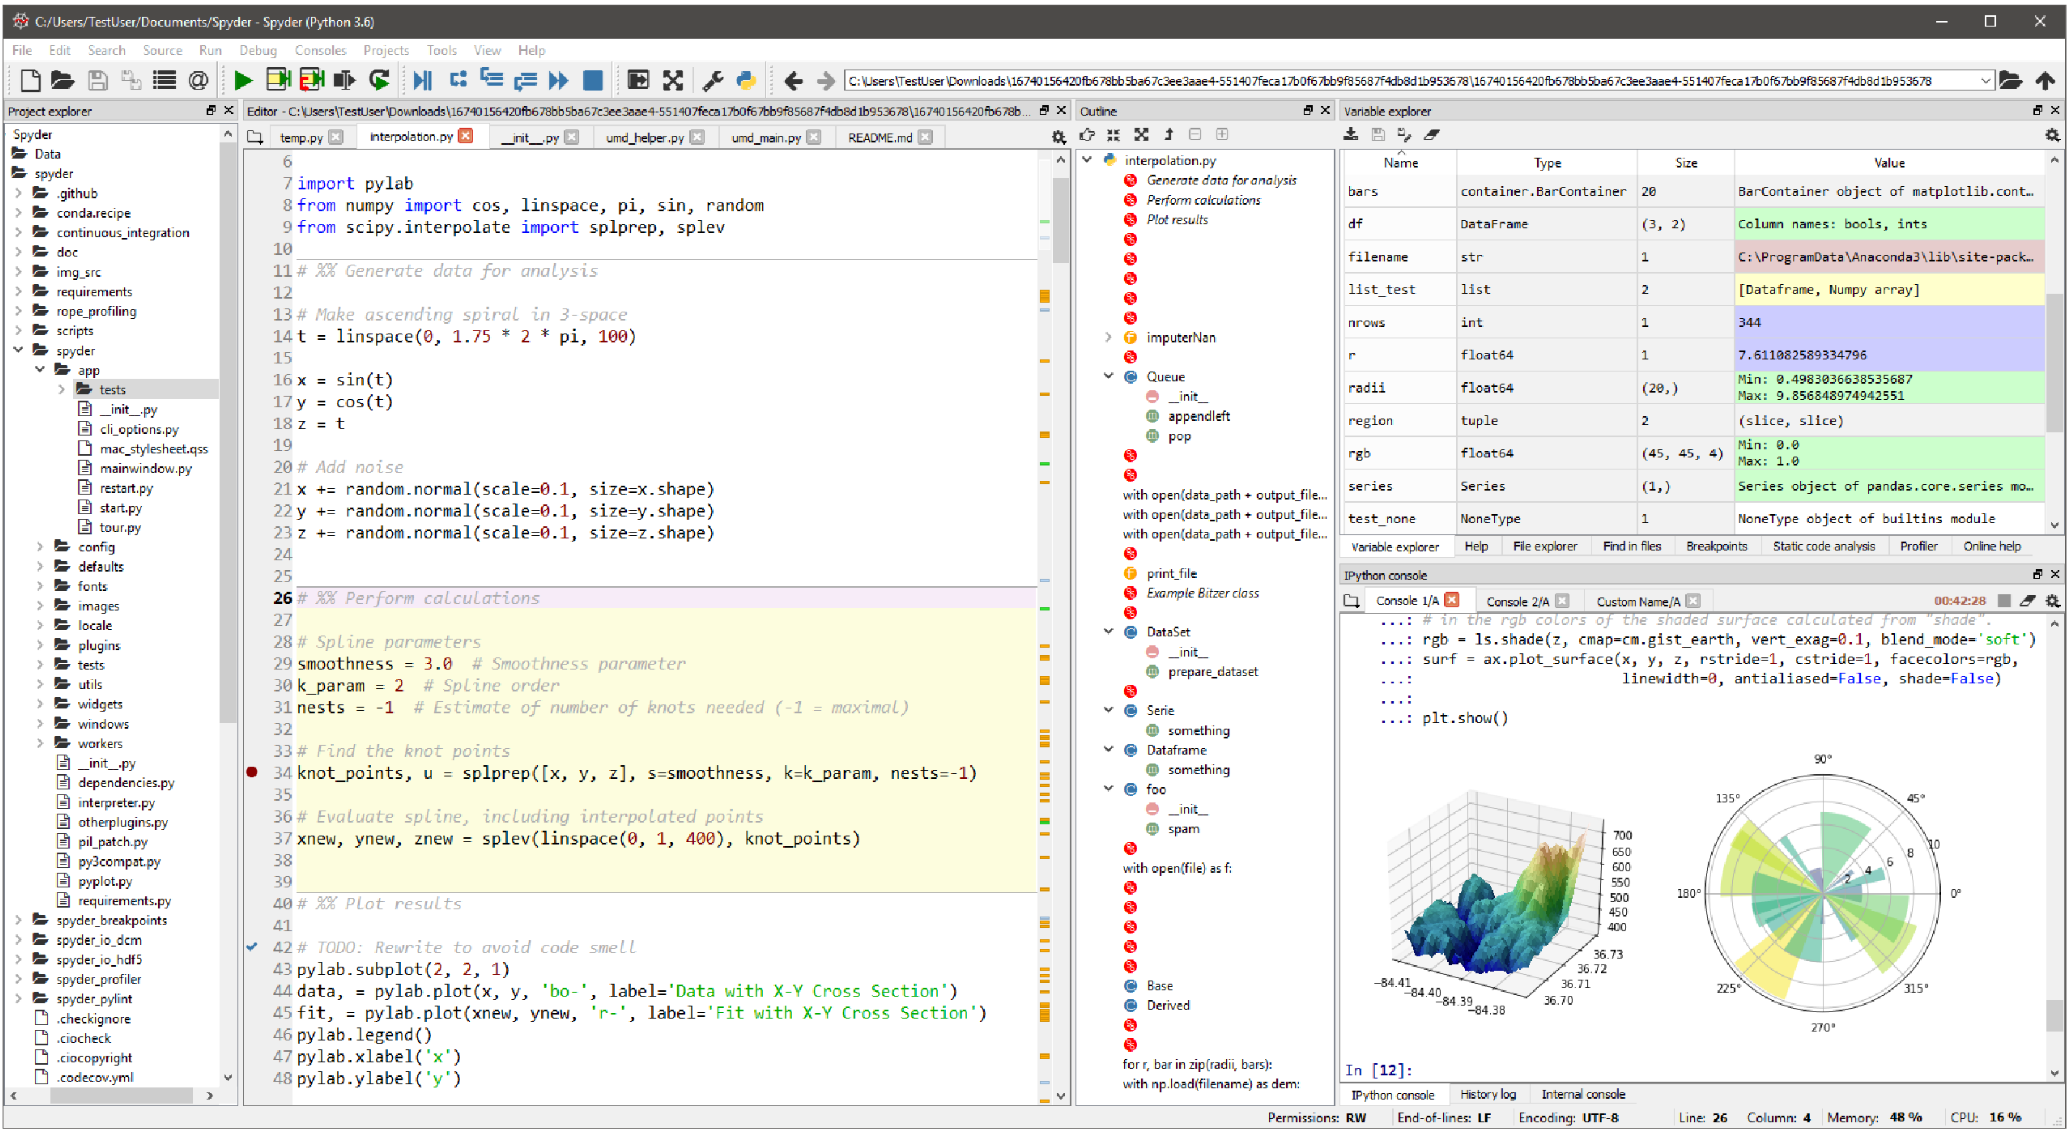 C:/Users/TestUser/Documents/Spyder - Spyder (Python 3.6)
File Edit Search Source Run Debug Consoles Projects Tools View Help
C:\Users\TestUser\Downloads\16740156420fb678bb5ba67c3ee3aae4-551407feca17b0f67bb9f85687f4db8d1b953678\16740156420fb678bb5ba67c3ee3aae4-551407feca17b0f67bb9f85687f4db8d1b953678
Project explorer
Spyder
Data
spyder
.github
conda.recipe
continuous_integration
doc
img_src
requirements
rope_profiling
scripts
spyder
app
tests
__init__.py
cli_options.py
mac_stylesheet.qss
mainwindow.py
restart.py
start.py
tour.py
config
defaults
fonts
images
locale
plugins
tests
utils
widgets
windows
workers
__init__.py
dependencies.py
interpreter.py
otherplugins.py
pil_patch.py
py3compat.py
pyplot.py
requirements.py
spyder_breakpoints
spyder_io_dcm
spyder_io_hdf5
spyder_profiler
spyder_pylint
.checkignore
.ciocheck
.ciocopyright
.codecov.yml
Editor - C:\Users\TestUser\Downloads\16740156420fb678bb5ba67c3ee3aae4-551407feca17b0f67bb9f85687f4db8d1b953678\16740156420fb678b...
temp.py interpolation.py __init__.py umd_helper.py umd_main.py README.md
6
7 import pylab
8 from numpy import cos, linspace, pi, sin, random
9 from scipy.interpolate import splprep, splev
10
11 # %% Generate data for analysis
12
13 # Make ascending spiral in 3-space
14 t = linspace(0, 1.75 * 2 * pi, 100)
15
16 x = sin(t)
17 y = cos(t)
18 z = t
19
20 # Add noise
21 x += random.normal(scale=0.1, size=x.shape)
22 y += random.normal(scale=0.1, size=y.shape)
23 z += random.normal(scale=0.1, size=z.shape)
24
25
26 # %% Perform calculations
27
28 # Spline parameters
29 smoothness = 3.0 # Smoothness parameter
30 k_param = 2 # Spline order
31 nests = -1 # Estimate of number of knots needed (-1 = maximal)
32
33 # Find the knot points
34 knot_points, u = splprep([x, y, z], s=smoothness, k=k_param, nests=-1)
35
36 # Evaluate spline, including interpolated points
37 xnew, ynew, znew = splev(linspace(0, 1, 400), knot_points)
38
39
40 # %% Plot results
41
42 # TODO: Rewrite to avoid code smell
43 pylab.subplot(2, 2, 1)
44 data, = pylab.plot(x, y, 'bo-', label='Data with X-Y Cross Section')
45 fit, = pylab.plot(xnew, ynew, 'r-', label='Fit with X-Y Cross Section')
46 pylab.legend()
47 pylab.xlabel('x')
48 pylab.ylabel('y')
Outline
interpolation.py
Generate data for analysis
Perform calculations
Plot results
imputerNan
Queue
__init__
appendleft
pop
with open(data_path + output_file...
with open(data_path + output_file...
with open(data_path + output_file...
print_file
Example Bitzer class
DataSet
__init__
prepare_dataset
Serie
something
Dataframe
something
foo
__init__
spam
with open(file) as f:
Base
Derived
for r, bar in zip(radii, bars):
with np.load(filename) as dem:
Variable explorer
Name Type Size Value
bars container.BarContainer 20 BarContainer object of matplotlib.cont...
df DataFrame (3, 2) Column names: bools, ints
filename str 1 C:\ProgramData\Anaconda3\lib\site-pack...
list_test list 2 [Dataframe, Numpy array]
nrows int 1 344
r float64 1 7.611082589334796
radii float64 (20,) Min: 0.4983036638535687
Max: 9.856848974942551
region tuple 2 (slice, slice)
rgb float64 (45, 45, 4) Min: 0.0
Max: 1.0
series Series (1,) Series object of pandas.core.series mo...
test_none NoneType 1 NoneType object of builtins module
Variable explorer Help File explorer Find in files Breakpoints Static code analysis Profiler Online help
IPython console
Console 1/A Console 2/A Custom Name/A 00:42:28
...: # in the rgb colors of the shaded surface calculated from "shade".
...: rgb = ls.shade(z, cmap=cm.gist_earth, vert_exag=0.1, blend_mode='soft')
...: surf = ax.plot_surface(x, y, z, rstride=1, cstride=1, facecolors=rgb,
...: linewidth=0, antialiased=False, shade=False)
...:
...: plt.show()
700
650
600
550
500
450
400
36.73
36.72
36.71
36.70
−84.41
−84.40
−84.39
−84.38
90°
135° 45°
10
8
6
4
2
180° 0°
225° 315°
270°
In [12]:
IPython console History log Internal console
Permissions: RW End-of-lines: LF Encoding: UTF-8 Line: 26 Column: 4 Memory: 48 % CPU: 16 %